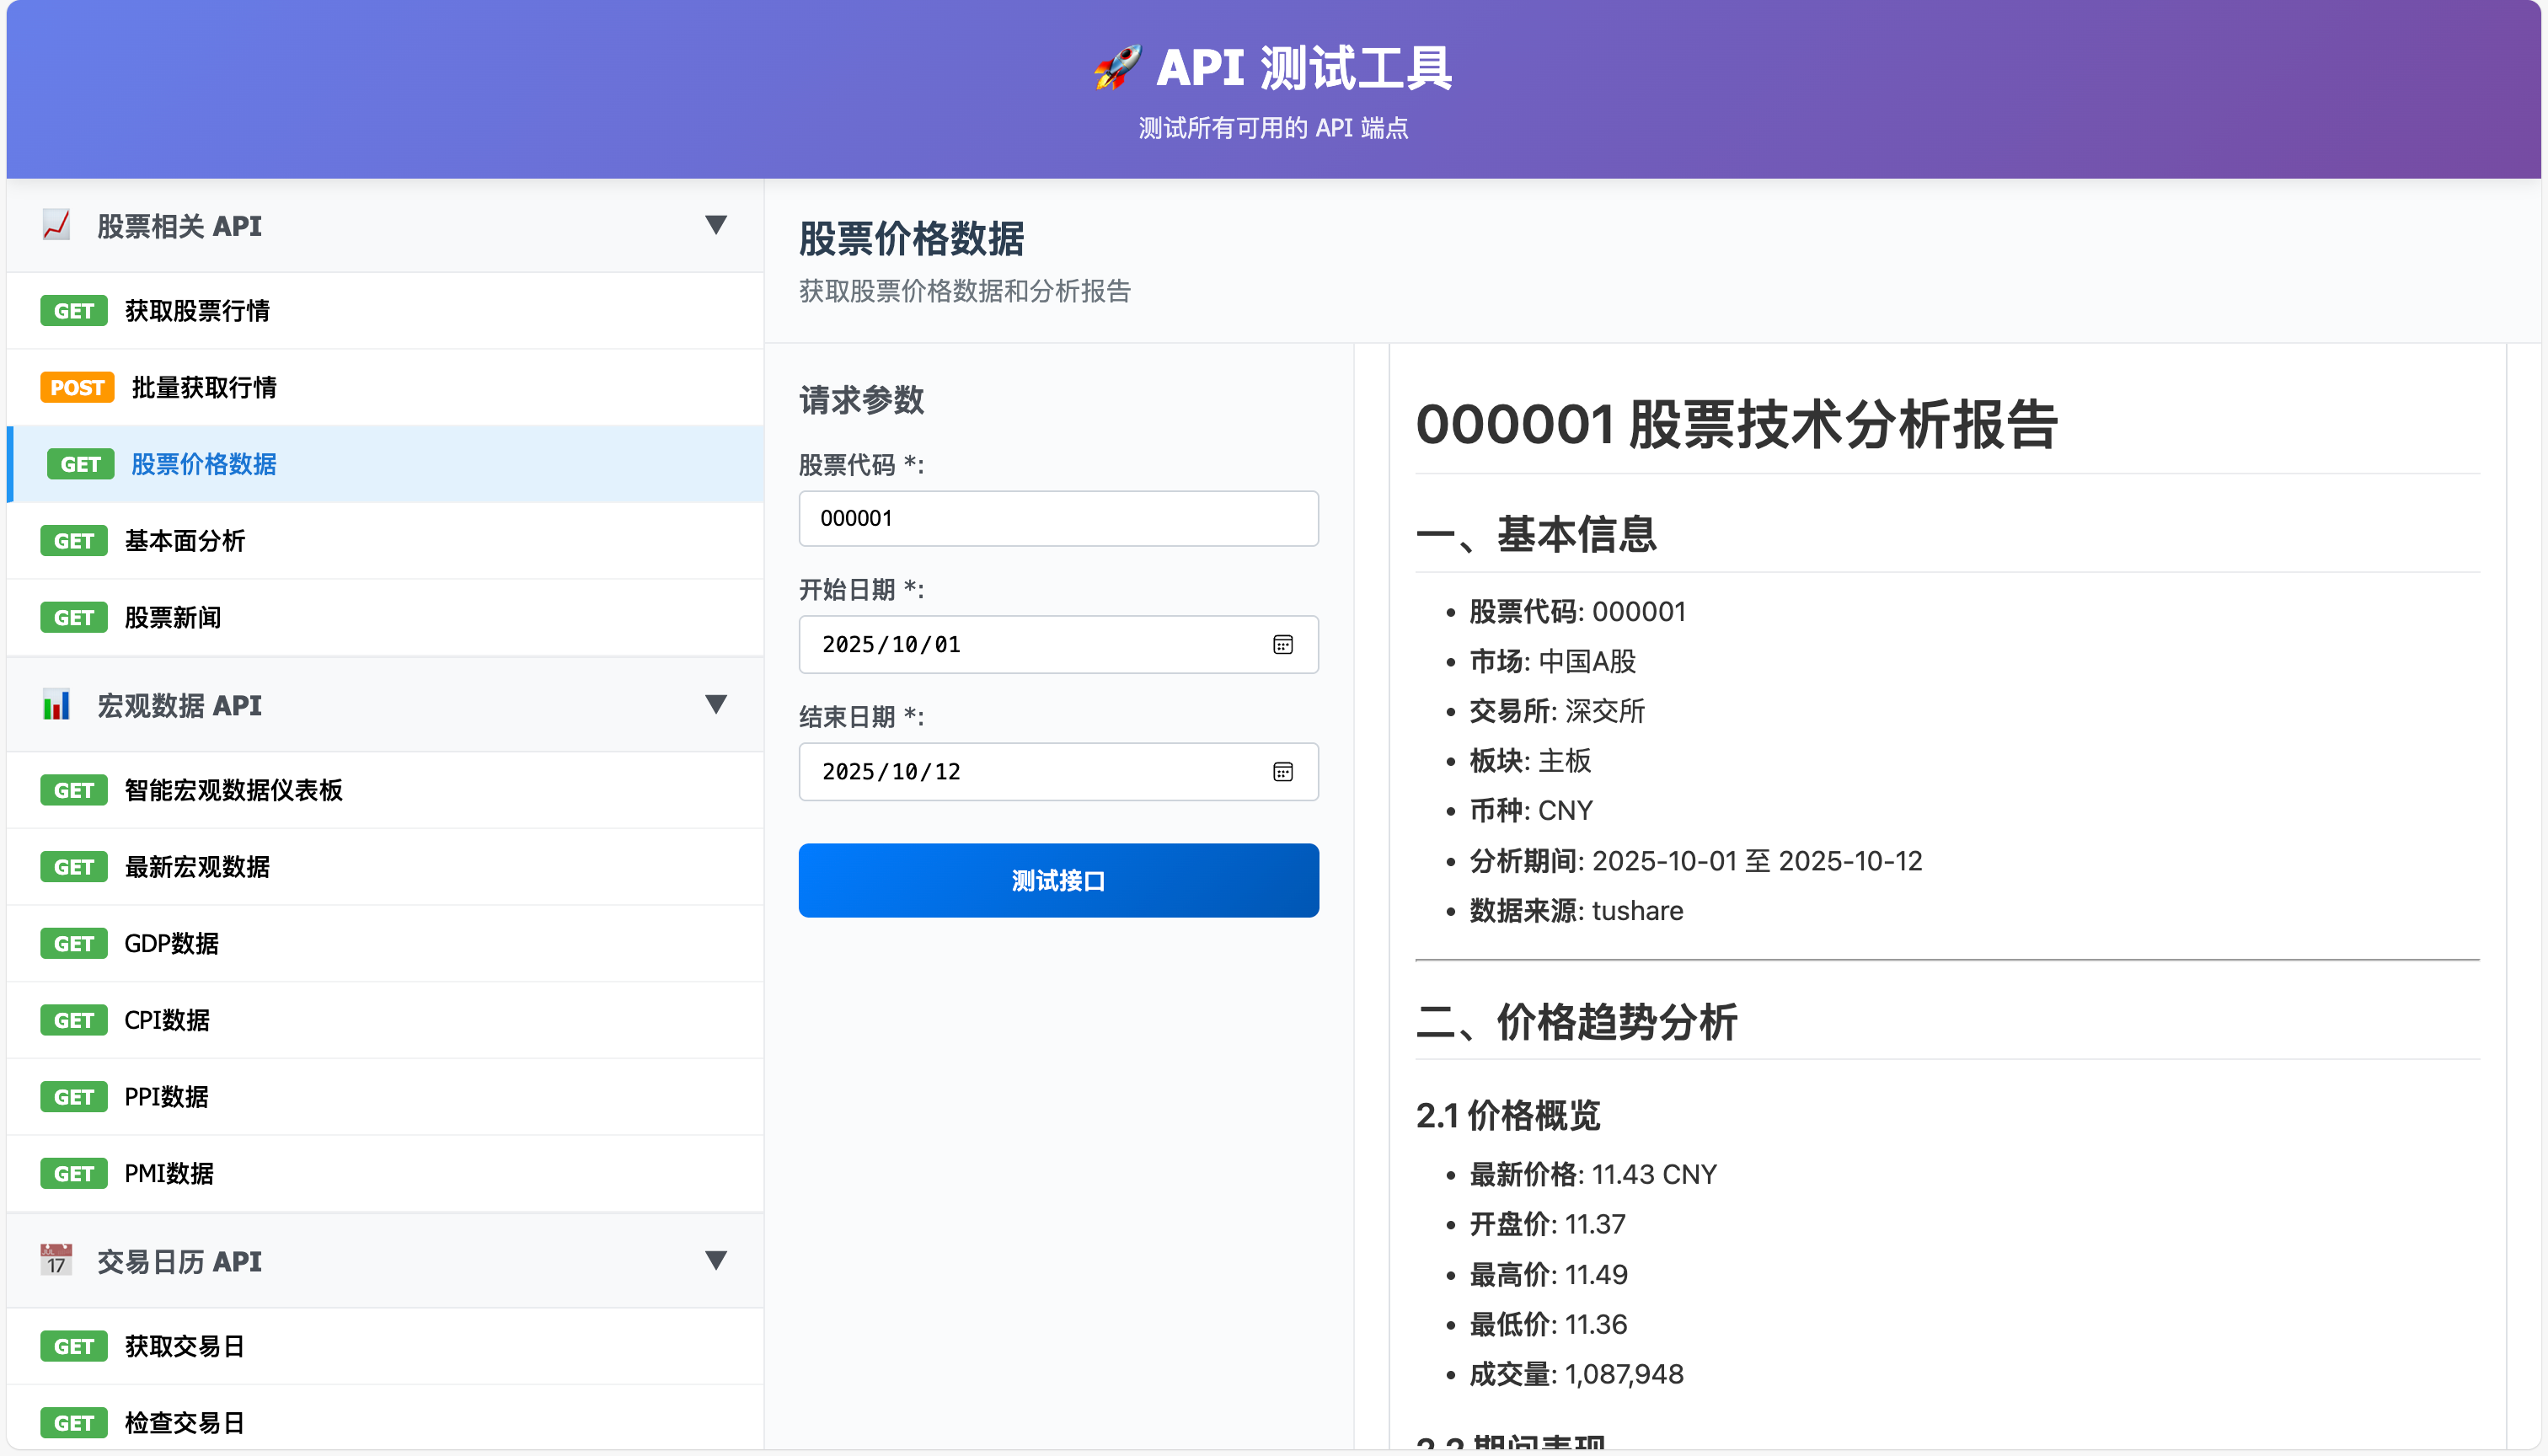 🚀 API 测试工具
测试所有可用的 API 端点
股票相关 API ▼
GET 获取股票行情
POST 批量获取行情
GET 股票价格数据
GET 基本面分析
GET 股票新闻
宏观数据 API ▼
GET 智能宏观数据仪表板
GET 最新宏观数据
GET GDP数据
GET CPI数据
GET PPI数据
GET PMI数据
JUL
17
交易日历 API ▼
GET 获取交易日
GET 检查交易日
股票价格数据
获取股票价格数据和分析报告
请求参数
股票代码 *:
000001
开始日期 *:
2025/10/01
结束日期 *:
2025/10/12
测试接口
000001 股票技术分析报告
一、基本信息
• 股票代码: 000001
• 市场: 中国A股
• 交易所: 深交所
• 板块: 主板
• 币种: CNY
• 分析期间: 2025-10-01 至 2025-10-12
• 数据来源: tushare
二、价格趋势分析
2.1 价格概览
• 最新价格: 11.43 CNY
• 开盘价: 11.37
• 最高价: 11.49
• 最低价: 11.36
• 成交量: 1,087,948
2.2 期间表现